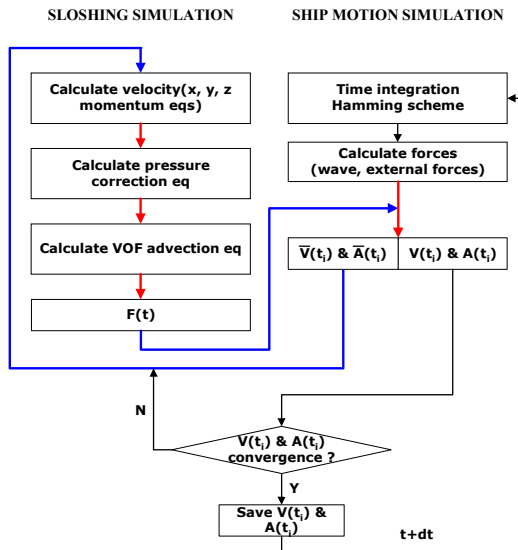 SLOSHING SIMULATION
SHIP MOTION SIMULATION
Calculate velocity(x, y, z
momentum eqs)
Calculate pressure
correction eq
Calculate VOF advection eq
F(t)
Time integration
Hamming scheme
Calculate forces
(wave, external forces)
V̅(tᵢ) & A̅(tᵢ)
V(tᵢ) & A(tᵢ)
N
V(tᵢ) & A(tᵢ)
convergence ?
Y
Save V(tᵢ) &
A(tᵢ)
t+dt